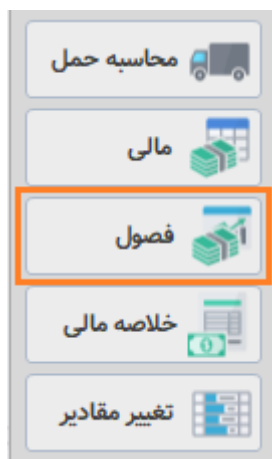 محاسبه حمل
مالی
فصول
خلاصه مالی
تغییر مقادیر